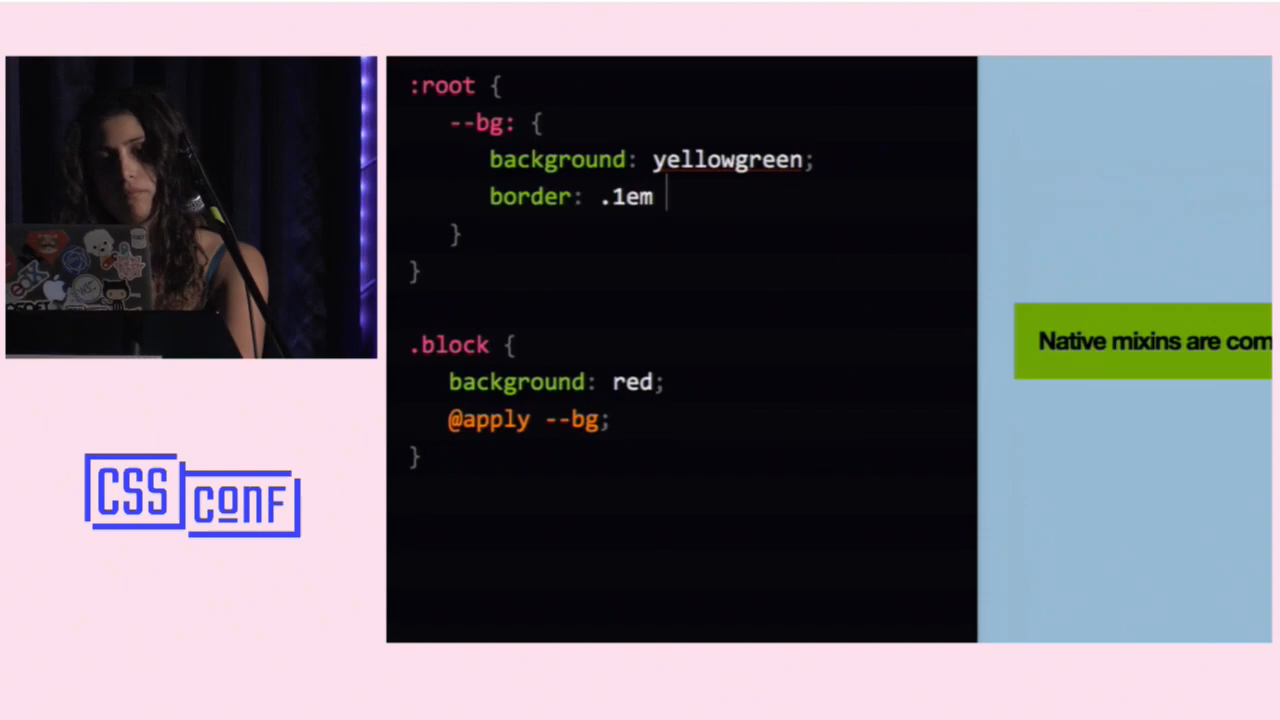 :root {
--bg: {
background: yellowgreen;
border: .1em
}
}
.block {
background: red;
@apply --bg;
}
Native mixins are com
CSS
CONF